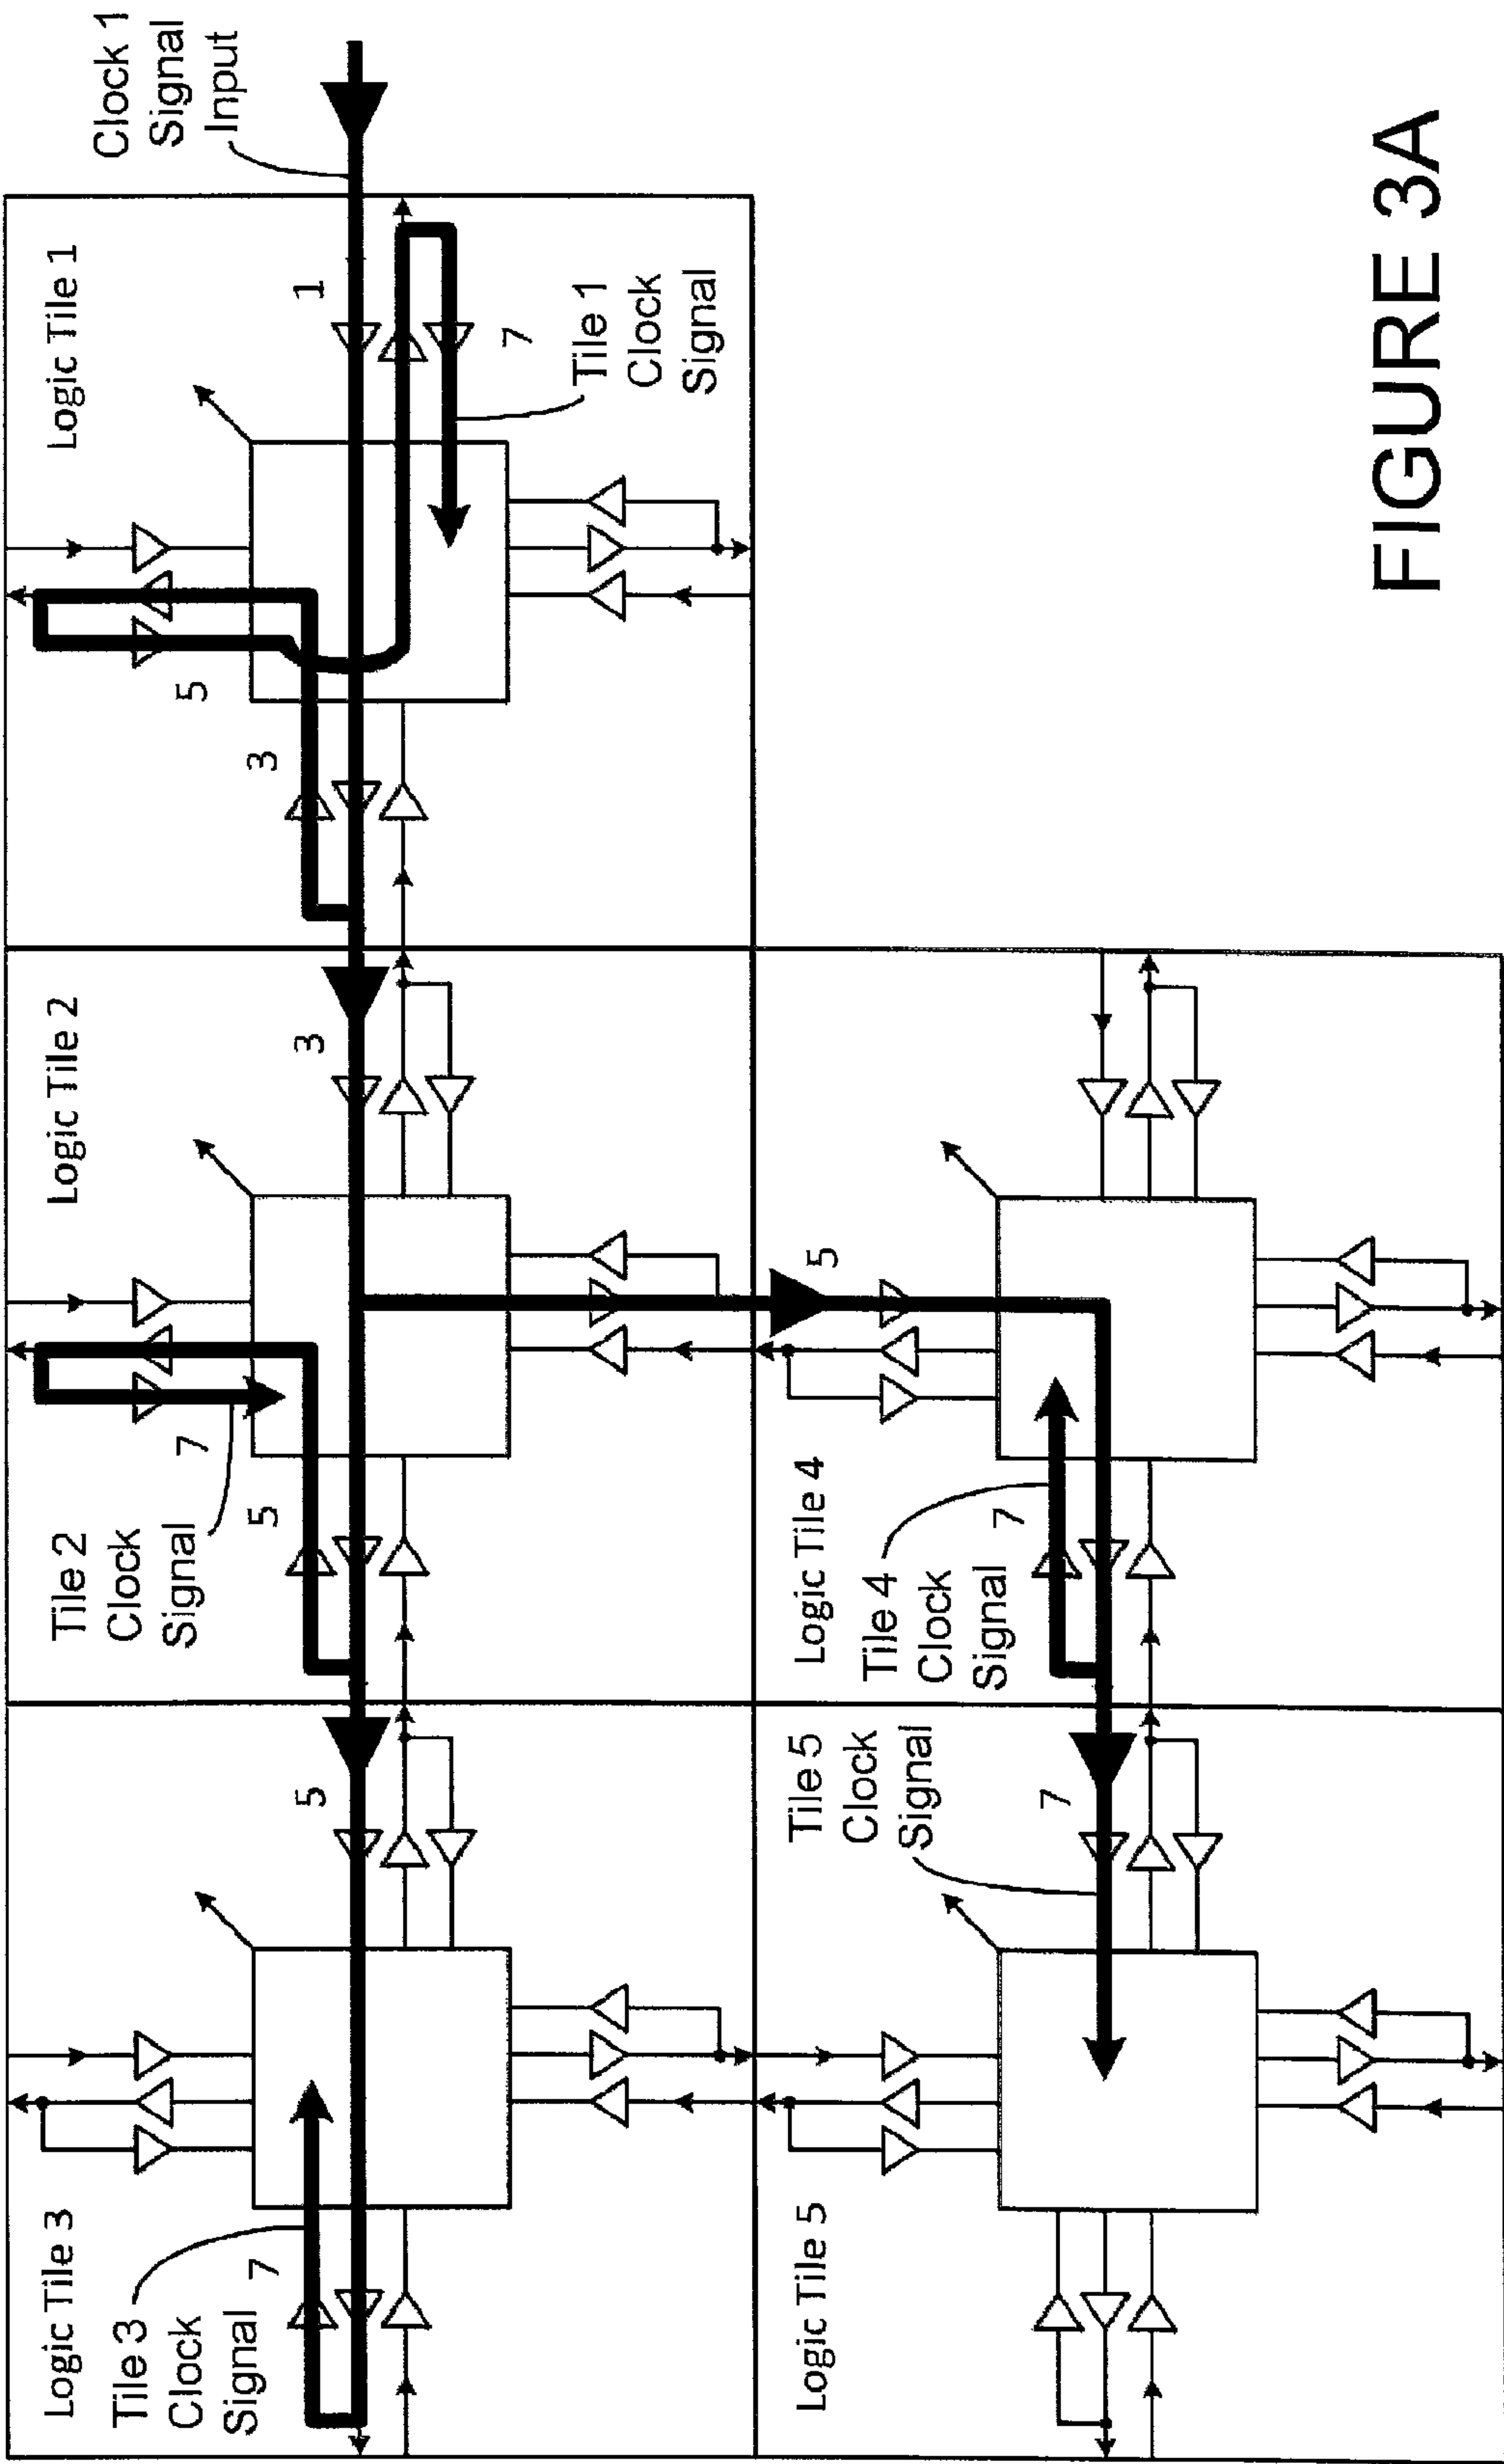 Logic Tile 3
Tile 3
Clock
Signal
7
5
Tile 2
Clock
Signal
7
5
Logic Tile 2
3
5
3
Logic Tile 1
1
7
Tile 1
Clock
Signal
Clock 1
Signal
Input
Logic Tile 5
Tile 5
Clock
Signal
7
Logic Tile 4
Tile 4
Clock
Signal
7
5
FIGURE 3A